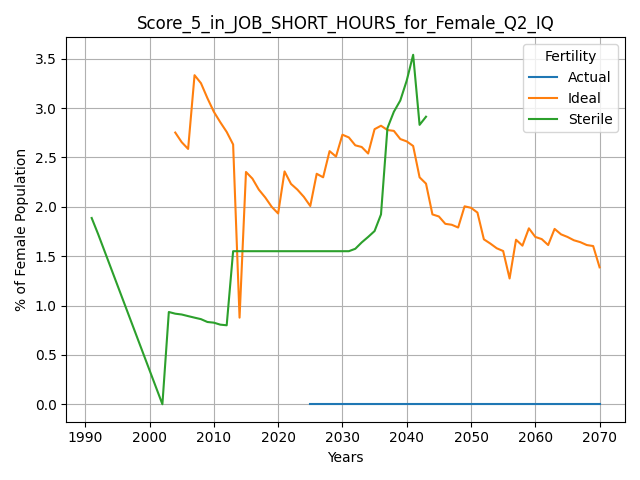 Score_5_in_JOB_SHORT_HOURS_for_Female_Q2_IQ
Fertility
Actual
Ideal
Sterile
% of Female Population
3.5
3.0
2.5
2.0
1.5
1.0
0.5
0.0
1990 2000 2010 2020 2030 2040 2050 2060 2070
Years